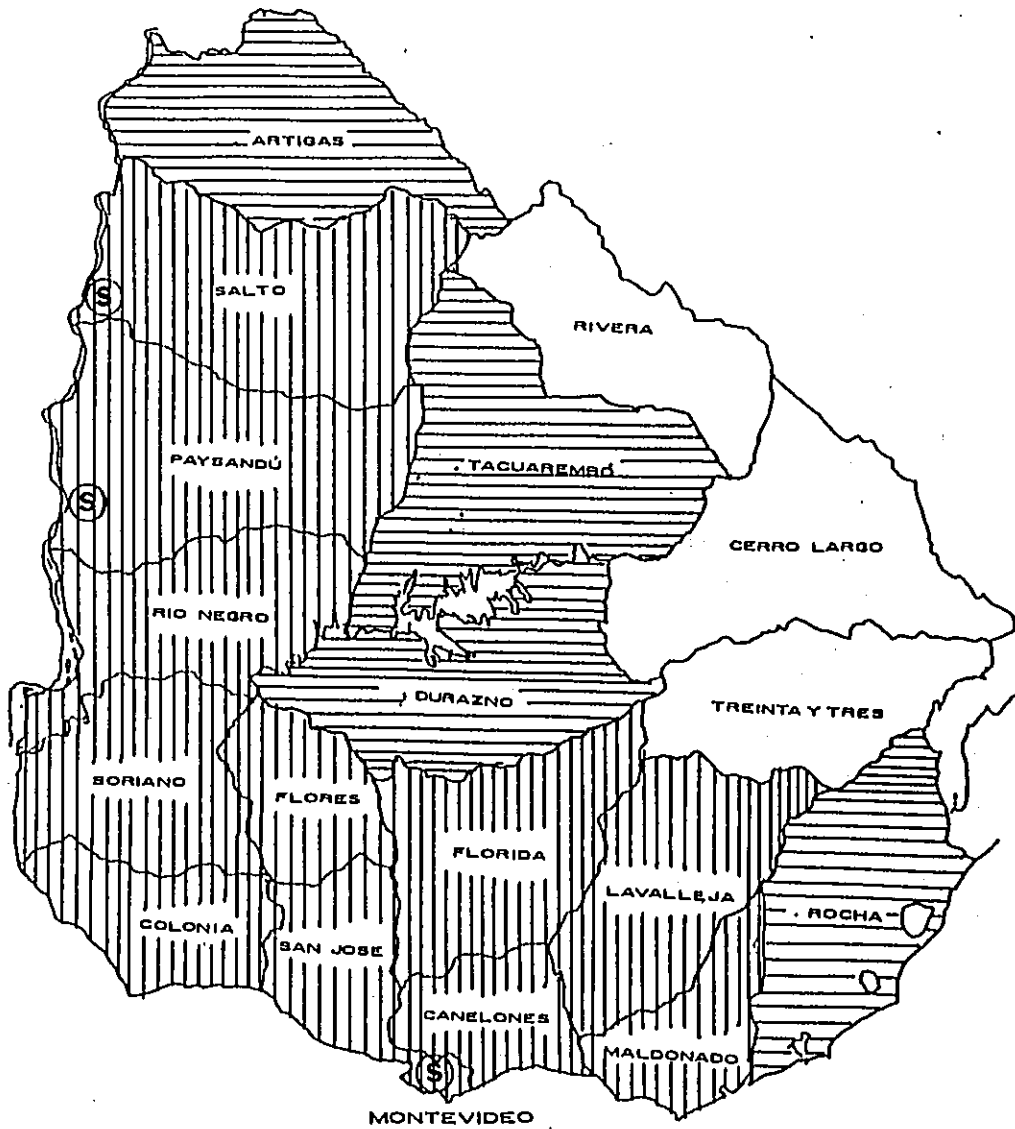 ARTIGAS
SALTO
S
RIVERA
PAYSANDÚ
TACUAREMBÓ
S
CERRO LARGO
RIO NEGRO
DURAZNO
TREINTA Y TRES
SORIANO
FLORES
FLORIDA
LAVALLEJA
ROCHA
COLONIA
SAN JOSE
CANELONES
MALDONADO
S
MONTEVIDEO